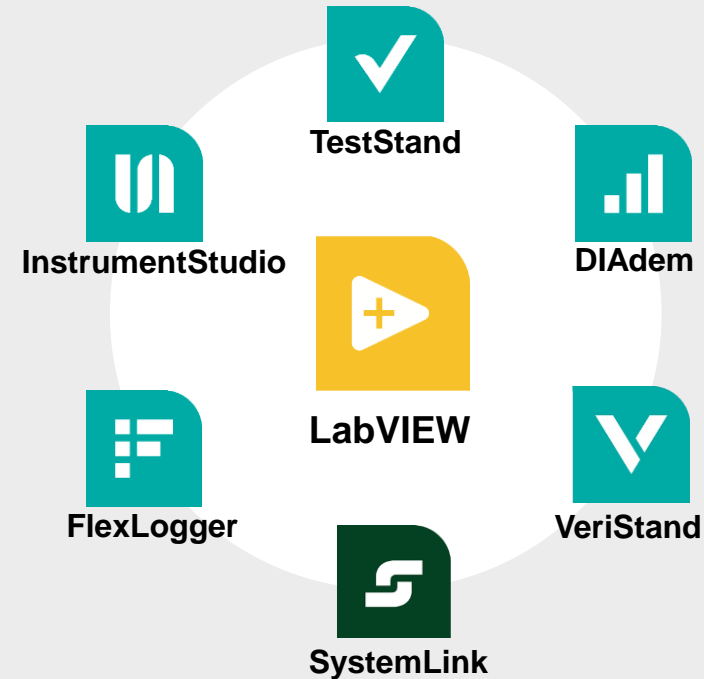 TestStand
InstrumentStudio
DIAdem
LabVIEW
FlexLogger
VeriStand
SystemLink